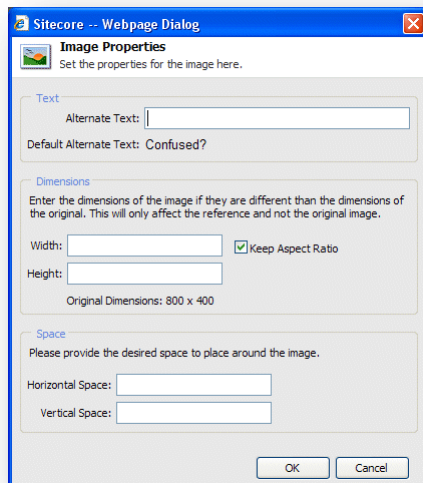 Sitecore -- Webpage Dialog
Image Properties
Set the properties for the image here.
Text
Alternate Text:
Default Alternate Text: Confused?
Dimensions
Enter the dimensions of the image if they are different than the dimensions of
the original. This will only affect the reference and not the original image.
Width:
Keep Aspect Ratio
Height:
Original Dimensions: 800 x 400
Space
Please provide the desired space to place around the image.
Horizontal Space:
Vertical Space:
OK Cancel